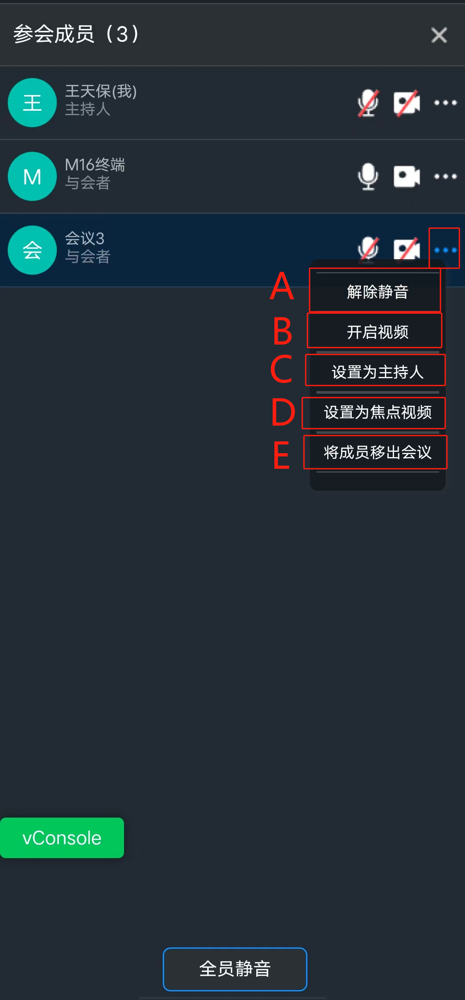 参会成员（3）
王
王天保(我)
主持人
M
M16终端
与会者
会
会议3
与会者
A
解除静音
B
开启视频
C
设置为主持人
D
设置为焦点视频
E
将成员移出会议
vConsole
全员静音